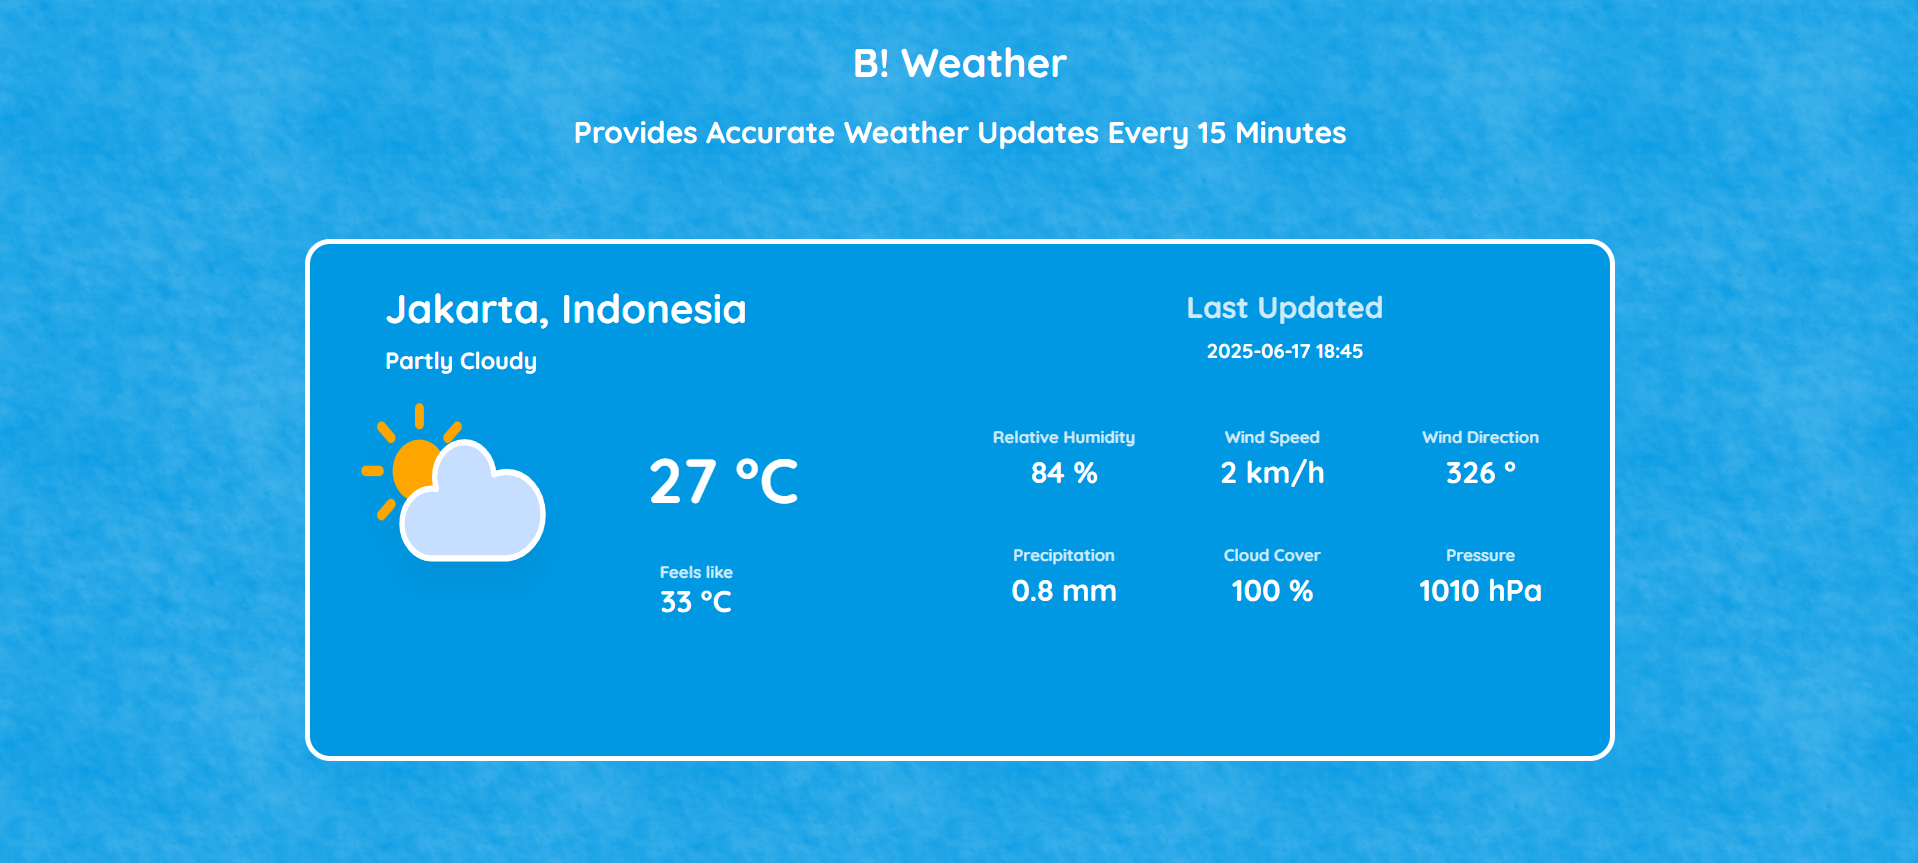 B! Weather
Provides Accurate Weather Updates Every 15 Minutes
Jakarta, Indonesia
Partly Cloudy
27 °C
Feels like
33 °C
Last Updated
2025-06-17 18:45
Relative Humidity
84 %
Wind Speed
2 km/h
Wind Direction
326 °
Precipitation
0.8 mm
Cloud Cover
100 %
Pressure
1010 hPa